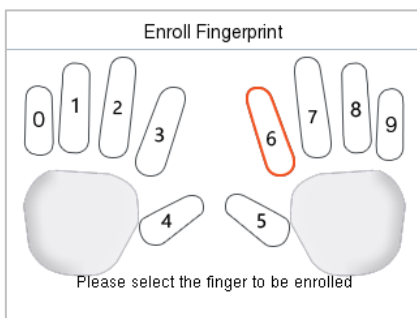 Enroll Fingerprint
0 1 2 3 6 7 8 9
4 5
Please select the finger to be enrolled